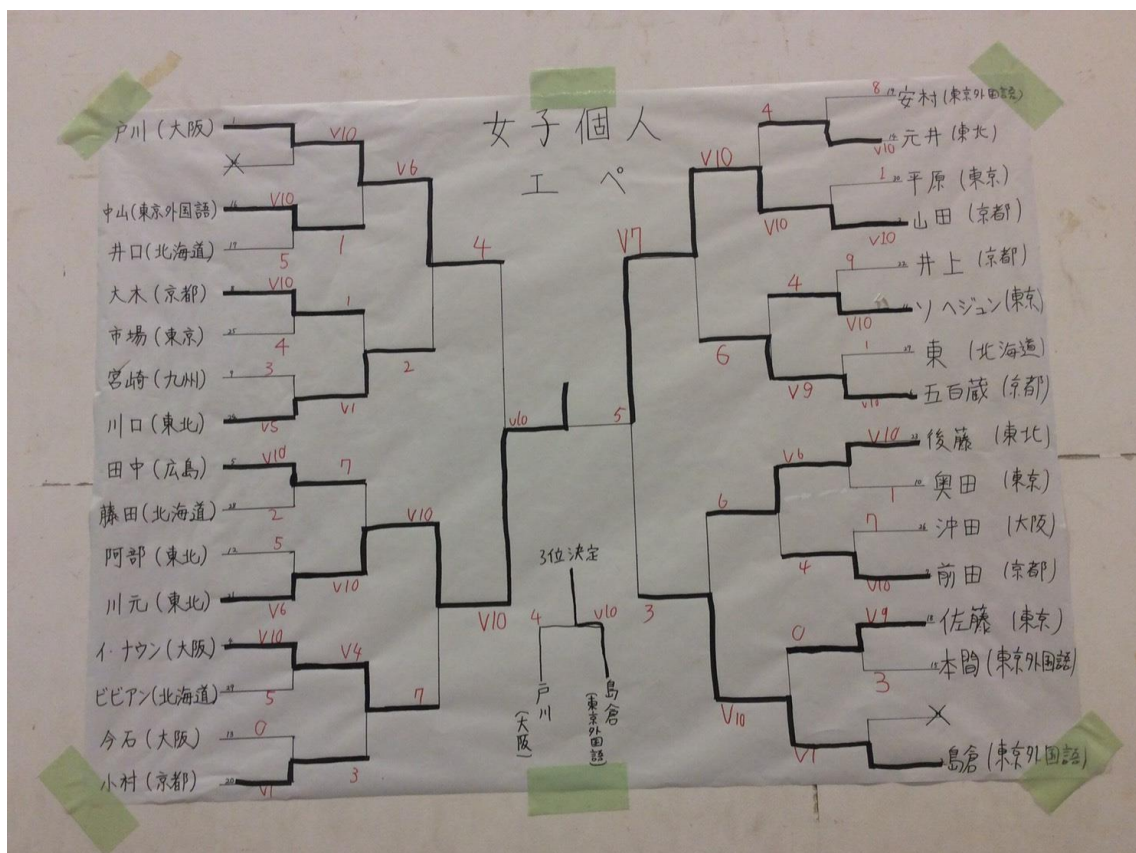 女子個人
エペ
戸川(大阪)
V10
中山(東京外国語)
V10
井口(北海道)
5
1
V6
大木(京都)
V10
市場(東京)
4
1
宮崎(九州)
3
川口(東北)
V5
V1
2
4
田中(広島)
V10
藤田(北海道)
2
7
阿部(東北)
5
川元(東北)
V6
V10
V10
イ・ナウン(大阪)
V10
ビビアン(北海道)
5
V4
今石(大阪)
0
小村(京都)
V1
3
7
V10
V10
5
安村(東京外国語)
8
元井(東北)
V10
4
平原(東京)
1
山田(京都)
V10
V10
V10
井上(京都)
9
ソヘジュン(東京)
V10
4
東(北海道)
1
五百蔵(京都)
V10
V9
6
V7
後藤(東北)
V10
奥田(東京)
1
V6
沖田(大阪)
7
前田(京都)
V10
4
6
佐藤(東京)
V9
本間(東京外国語)
3
0
島倉(東京外国語)
V1
V10
3
3位決定
4
V10
戸川(大阪)
島倉(東京外国語)